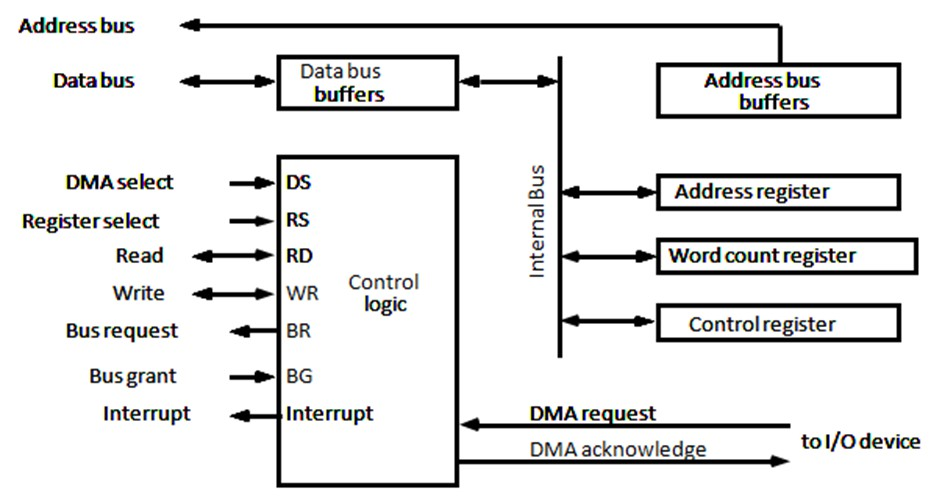 Address bus
Data bus
Data bus
buffers
Address bus
buffers
DMA select
DS
Register select
RS
Read
RD
Write
WR
Bus request
BR
Bus grant
BG
Interrupt
Interrupt
Control
logic
Internal Bus
Address register
Word count register
Control register
DMA request
DMA acknowledge
to I/O device